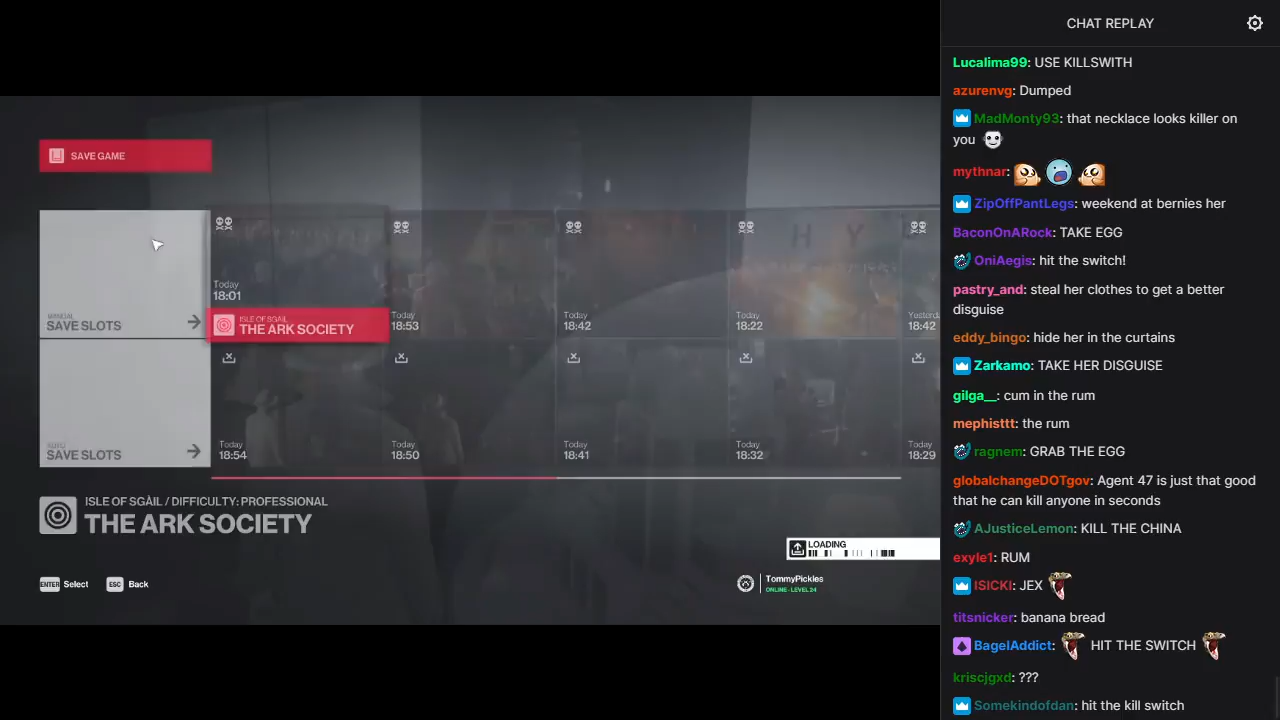 SAVE GAME
MANUAL
SAVE SLOTS
Today
18:01
ISLE OF SGÀIL
THE ARK SOCIETY
Today
18:53
Today
18:42
Today
18:22
H Y
Yesterd
18:42
SAVE SLOTS
Today
18:54
Today
18:50
Today
18:41
Today
18:32
Today
18:29
ISLE OF SGÀIL / DIFFICULTY: PROFESSIONAL
THE ARK SOCIETY
LOADING
ENTER Select ESC Back
TommyPickles
ONLINE - LEVEL 24
CHAT REPLAY
Lucalima99: USE KILLSWITH
azurenvg: Dumped
MadMonty93: that necklace looks killer on
you
mythnar:
ZipOffPantLegs: weekend at bernies her
BaconOnARock: TAKE EGG
OniAegis: hit the switch!
pastry_and: steal her clothes to get a better
disguise
eddy_bingo: hide her in the curtains
Zarkamo: TAKE HER DISGUISE
gilga__: cum in the rum
mephisttt: the rum
ragnem: GRAB THE EGG
globalchangeDOTgov: Agent 47 is just that good
that he can kill anyone in seconds
AJusticeLemon: KILL THE CHINA
exyle1: RUM
ISICKI: JEX
titsnicker: banana bread
BagelAddict: HIT THE SWITCH
kriscjgxd: ???
Somekindofdan: hit the kill switch